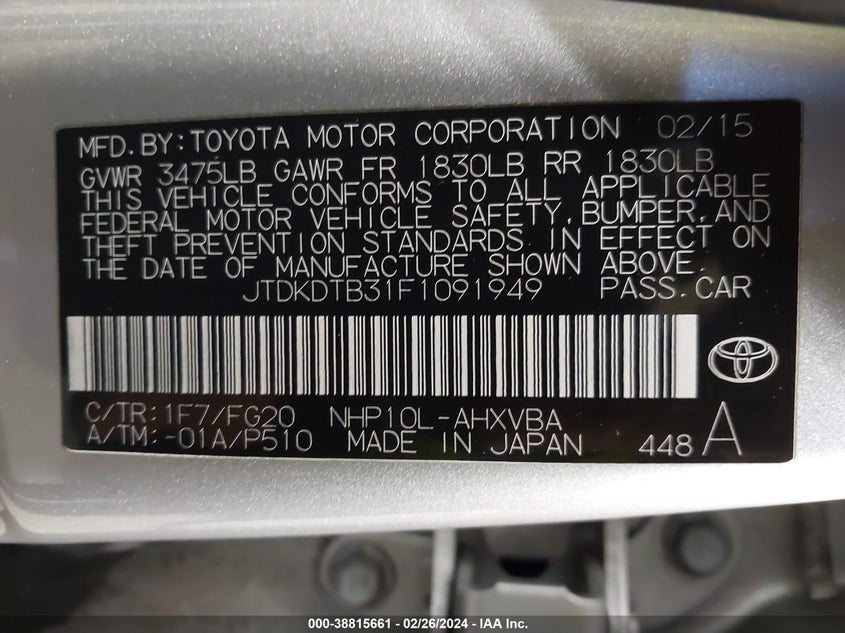 MFD. BY: TOYOTA MOTOR CORPORATION 02/15
GVWR 3475LB GAWR FR 1830LB RR 1830LB
THIS VEHICLE CONFORMS TO ALL APPLICABLE
FEDERAL MOTOR VEHICLE SAFETY, BUMPER, AND
THEFT PREVENTION STANDARDS IN EFFECT ON
THE DATE OF MANUFACTURE SHOWN ABOVE.
JTDKDTB31F1091949 PASS. CAR
C/TR: 1F7/FG20 NHP10L-AHXVBA
A/TM: -01A/P510 MADE IN JAPAN 448 A
000-38815661 - 02/26/2024 - IAA Inc.